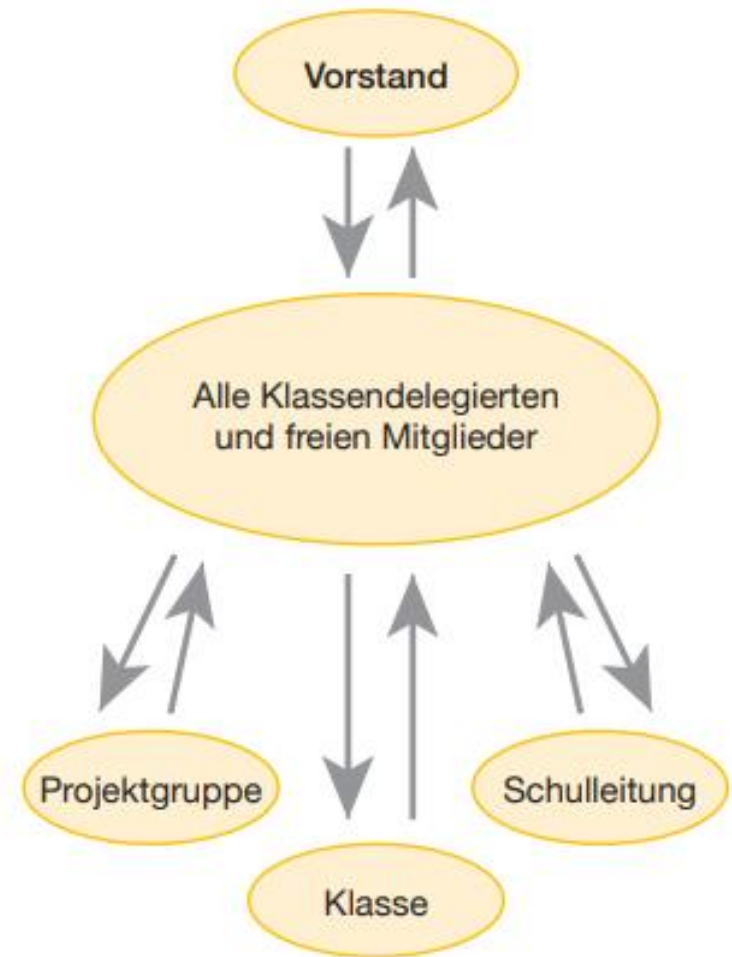 Vorstand
Alle Klassendelegierten
und freien Mitglieder
Projektgruppe
Schulleitung
Klasse